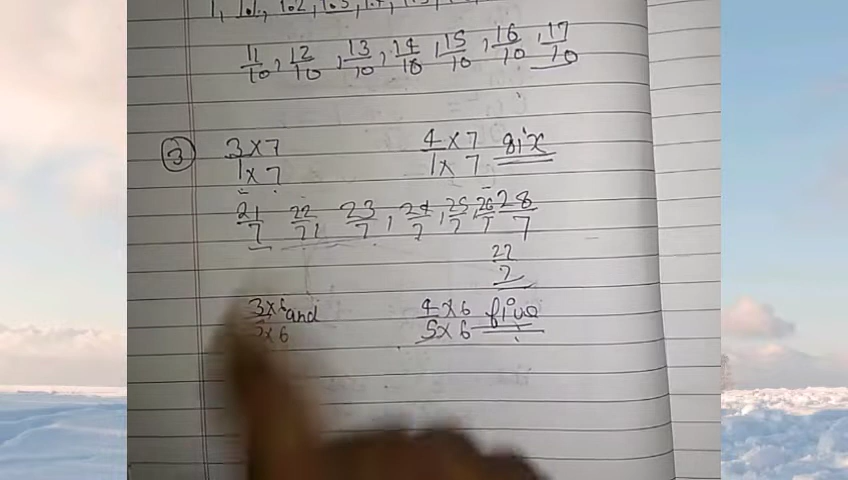 11/10, 12/10, 13/10, 14/10, 15/10, 16/10, 17/10
3 3×7/1×7 4×7/1×7 six
21/7 22/7, 23/7, 24/7, 25/7, 26/7 28/7
27/7
3×6/5×6 and 4×6/5×6 five